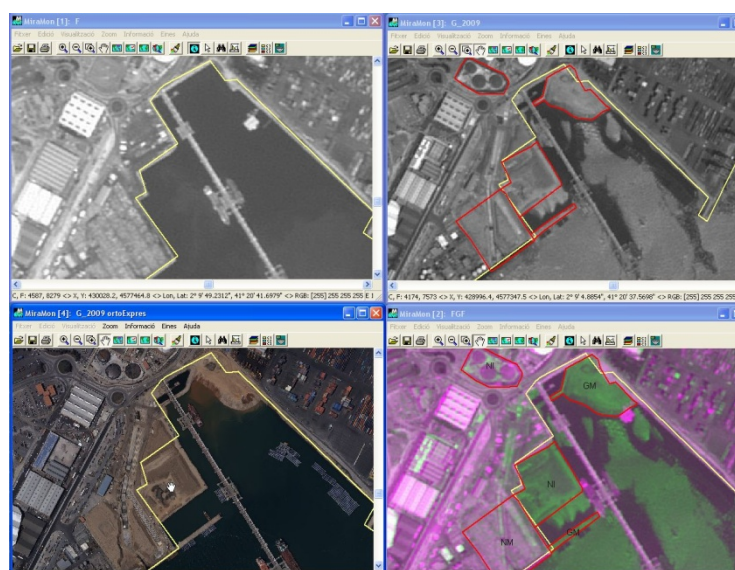 MiraMon [1]: F
Fitxer Edició Visualització Zoom Informació Eines Ajuda
C, F: 4587, 8279 <> X, Y: 430028.2, 4577464.8 <> Lon, Lat: 2° 9' 49.2312", 41° 20' 41.6979" <> RGB: [255] 255 255 255 E 1
MiraMon [3]: G_2009
Fitxer Edició Visualització Zoom Informació Eines Ajuda
C, F: 4174, 7573 <> X, Y: 428996.4, 4577347.5 <> Lon, Lat: 2° 9' 4.8854", 41° 20' 37.5698" <> RGB: [255] 255 255 255
MiraMon [4]: G_2009 ortoExpres
Fitxer Edició Visualització Zoom Informació Eines Ajuda
MiraMon [2]: FGF
Fitxer Edició Visualització Zoom Informació Eines Ajuda
NI
GM
NI
GM
NM